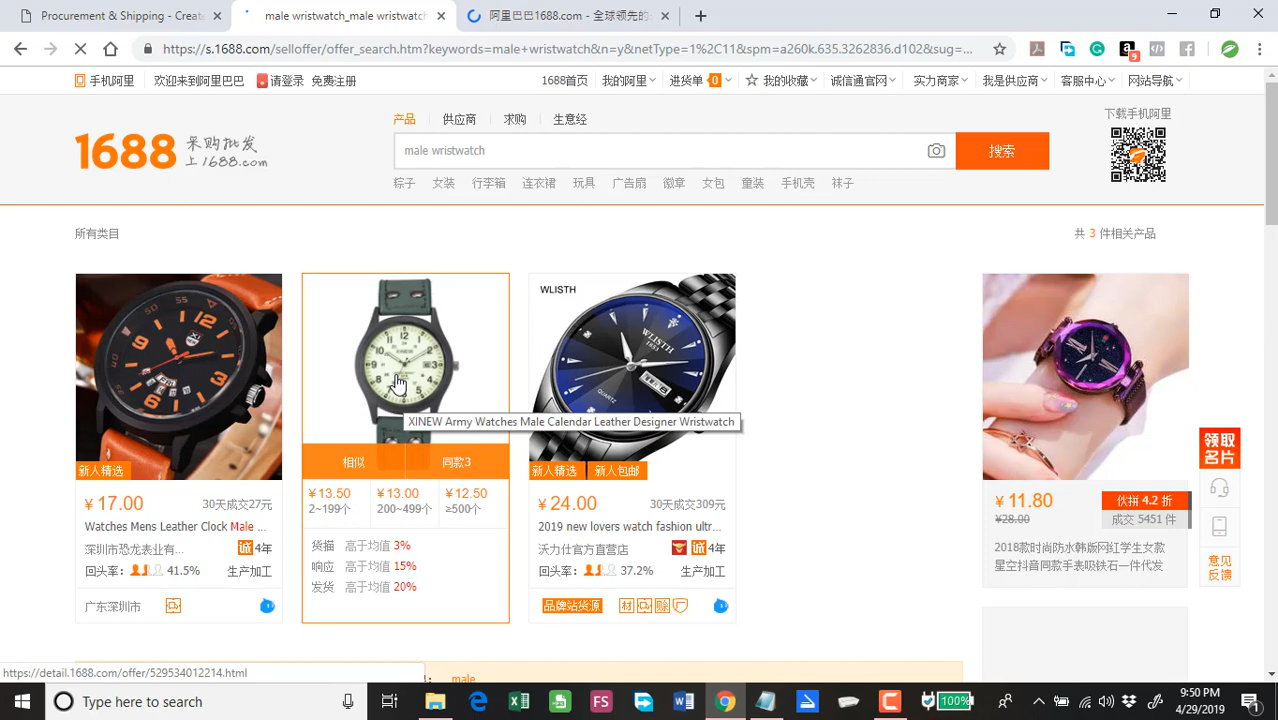 Procurement & Shipping - Creator.
male wristwatch_male wristwatch
阿里巴巴1688.com - 全球领先的
https://s.1688.com/selloffer/offer_search.htm?keywords=male+wristwatch&n=y&netType=1%2C11&spm=a260k.635.3262836.d102&sug=...
9
手机阿里 欢迎来到阿里巴巴 请登录 免费注册 1688首页 我的阿里 进货单 0 我的收藏 诚信通官网 实力商家 我是供应商 客服中心 网站导航
下载手机阿里
产品 供应商 求购 生意经
1688 采购批发 上1688.com
male wristwatch 搜索
粽子 女装 行李箱 连衣裙 玩具 广告扇 徽章 女包 童装 手机壳 袜子
所有类目 共 3 件相关产品
WLISTH
XINEW Army Watches Male Calendar Leather Designer Wristwatch
新人精选 相似 同款3 新人精选 新人包邮
领取名片
¥ 17.00 30天成交27元
Watches Mens Leather Clock Male ...
深圳市恐龙表业有... 诚 4年
回头率： 41.5% 生产加工
广东深圳市
¥13.50 ¥13.00 ¥12.50
2~199个 200~499个 ≥500个
货描 高于均值 3%
响应 高于均值 15%
发货 高于均值 20%
¥ 24.00 30天成交309元
2019 new lovers watch fashion ultr...
沃力仕官方直营店 诚 4年
回头率： 37.2% 生产加工
品牌站货源 材 赊
¥ 11.80 伙拼 4.2 折
¥28.00 成交 5451 件
2018款时尚防水韩版网红学生女款
星空抖音同款手表吸铁石一件代发
意见反馈
https://detail.1688.com/offer/529534012214.html
male
Type here to search
FS
100%
9:50 PM
4/29/2019
1